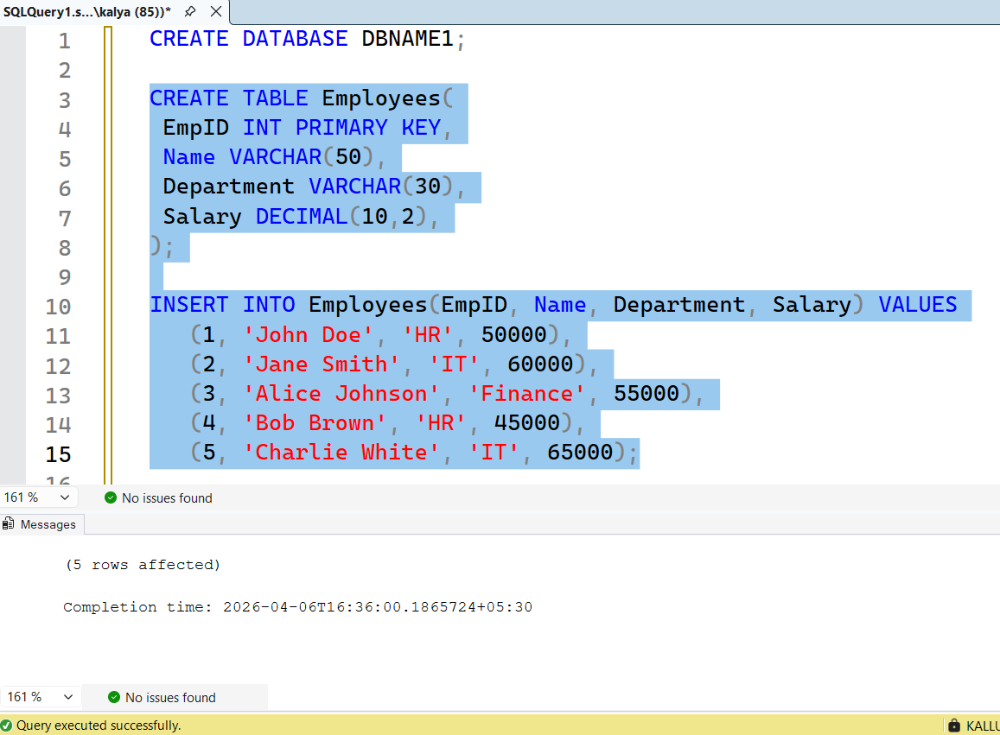 SQLQuery1.s...\kalya (85))*
1 CREATE DATABASE DBNAME1;
2
3 CREATE TABLE Employees(
4 EmpID INT PRIMARY KEY,
5 Name VARCHAR(50),
6 Department VARCHAR(30),
7 Salary DECIMAL(10,2),
8 );
9
10 INSERT INTO Employees(EmpID, Name, Department, Salary) VALUES
11 (1, 'John Doe', 'HR', 50000),
12 (2, 'Jane Smith', 'IT', 60000),
13 (3, 'Alice Johnson', 'Finance', 55000),
14 (4, 'Bob Brown', 'HR', 45000),
15 (5, 'Charlie White', 'IT', 65000);
16
161 % No issues found
Messages
(5 rows affected)
Completion time: 2026-04-06T16:36:00.1865724+05:30
161 % No issues found
Query executed successfully. KALLU